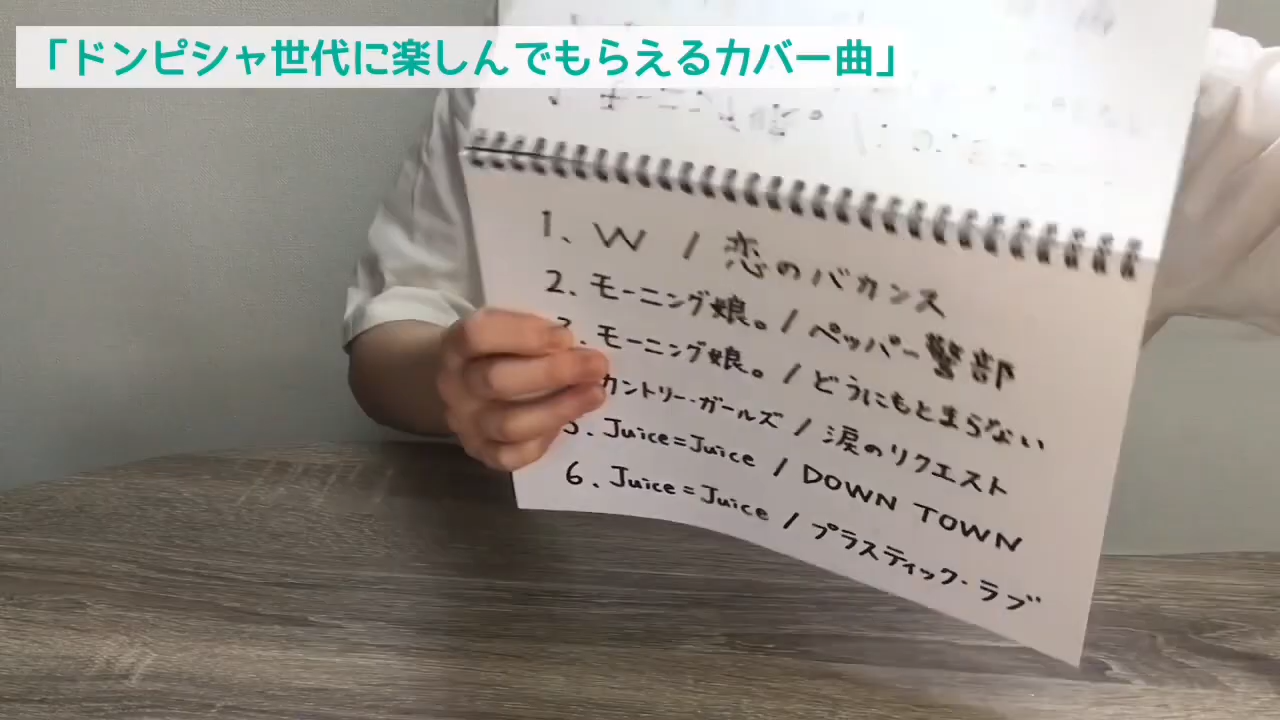 「ドンピシャ世代に楽しんでもらえるカバー曲」
1. W / 恋のバカンス
2. モーニング娘。/ ペッパー警部
3. モーニング娘。/ どうにもとまらない
カントリー・ガールズ / 涙のリクエスト
5. Juice=Juice / DOWN TOWN
6. Juice=Juice / プラスティック・ラブ